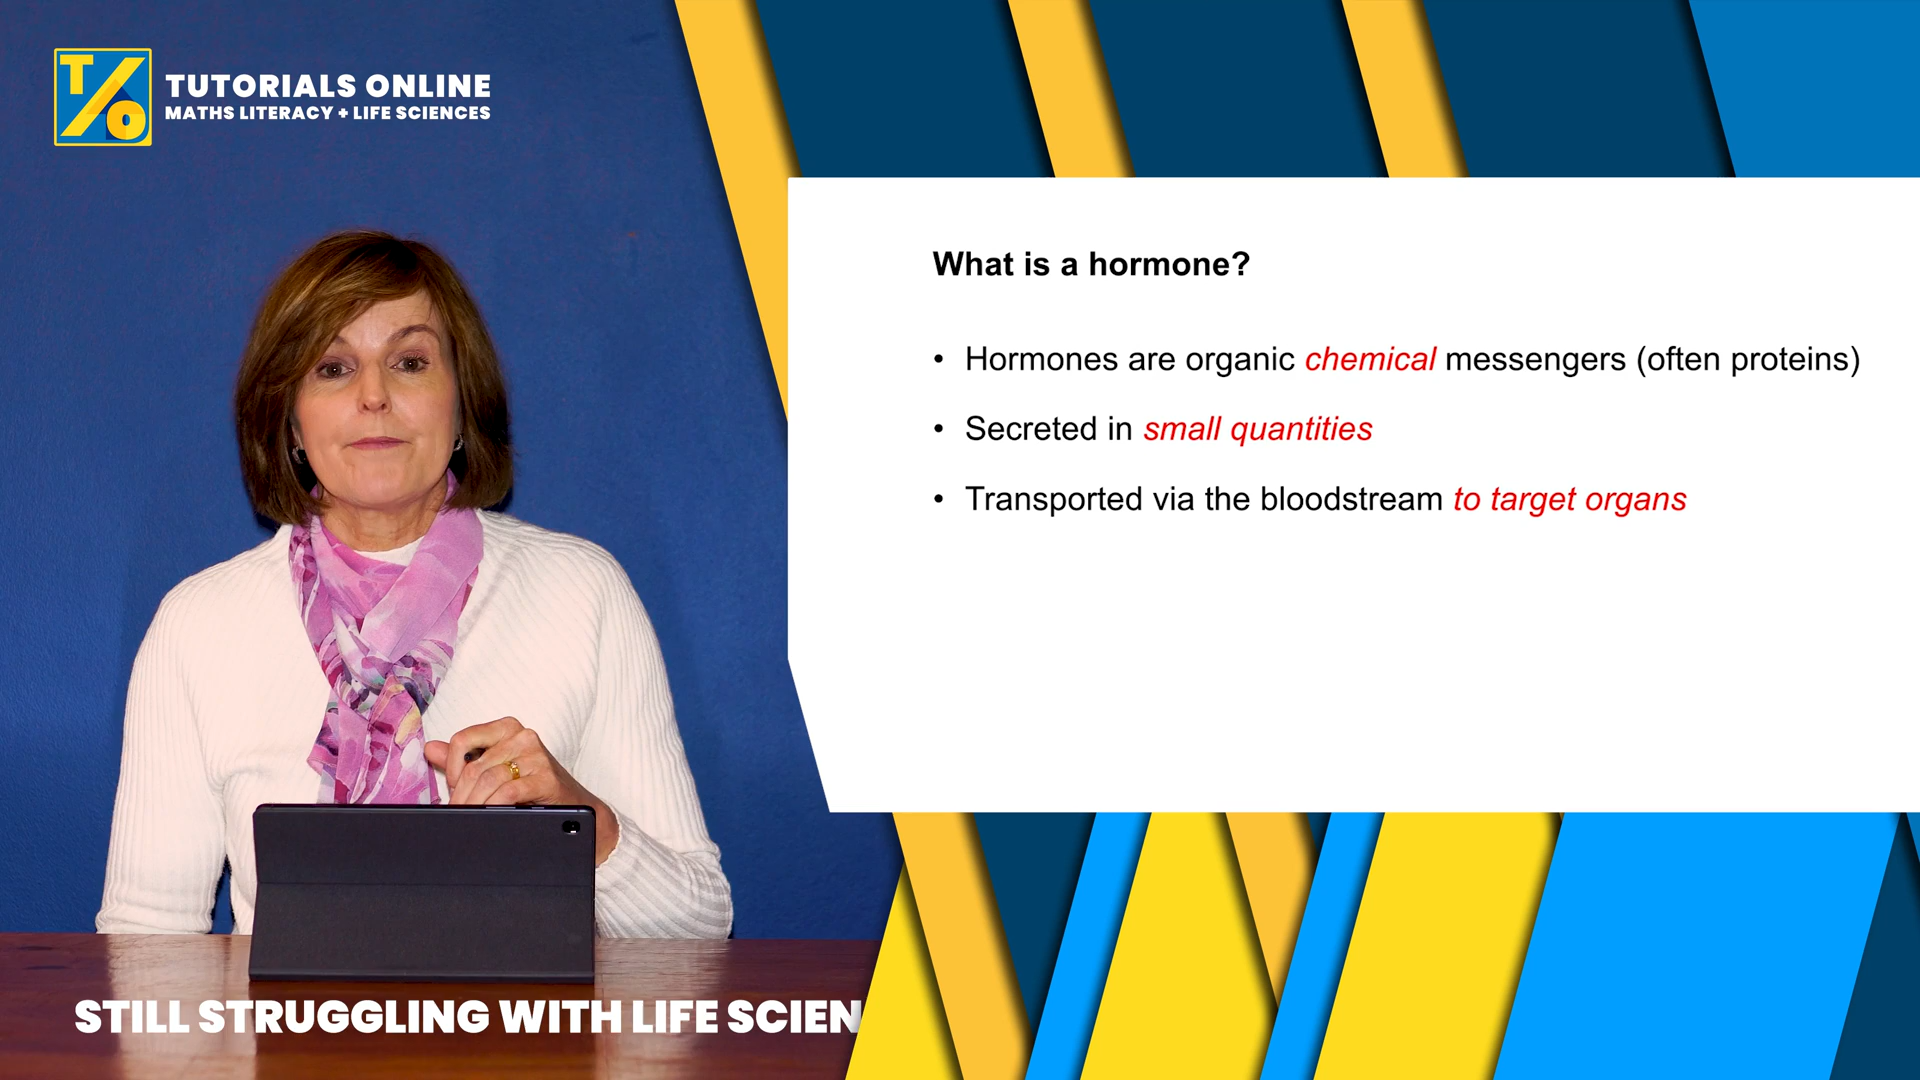 T/O
TUTORIALS ONLINE
MATHS LITERACY + LIFE SCIENCES
What is a hormone?
• Hormones are organic chemical messengers (often proteins)
• Secreted in small quantities
• Transported via the bloodstream to target organs
STILL STRUGGLING WITH LIFE SCIEN